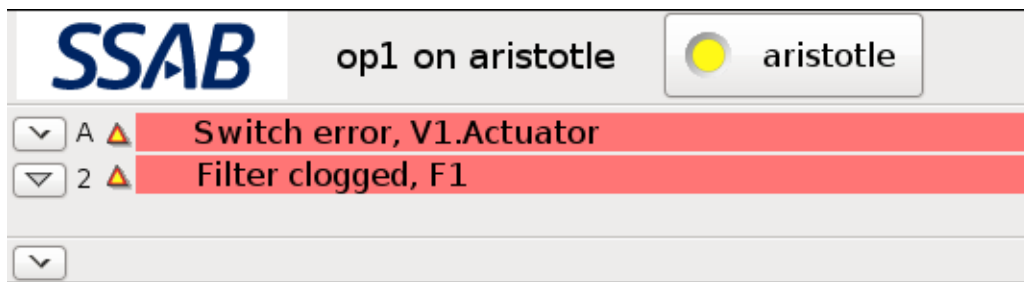 SSAB op1 on aristotle aristotle
A Switch error, V1.Actuator
2 Filter clogged, F1